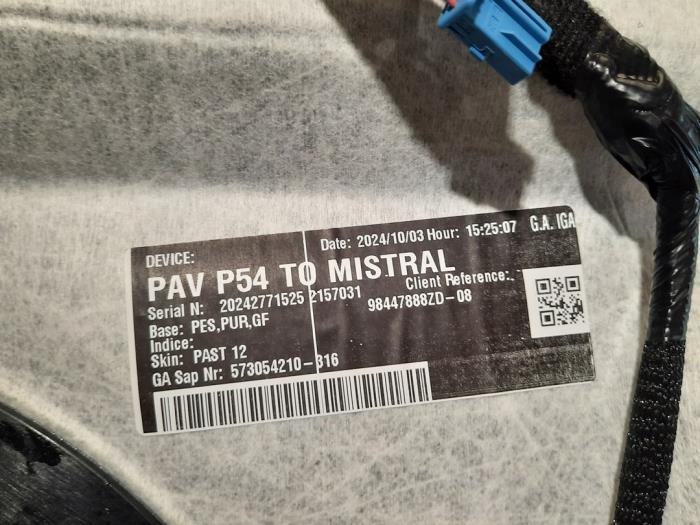 DEVICE:
Date: 2024/10/03 Hour: 15:25:07 G.A. IGA
PAV P54 TO MISTRAL
Serial N: 20242771525 2157031
Client Reference:
98447888ZD-08
Base: PES,PUR,GF
Indice:
Skin: PAST 12
GA Sap Nr: 573054210-316